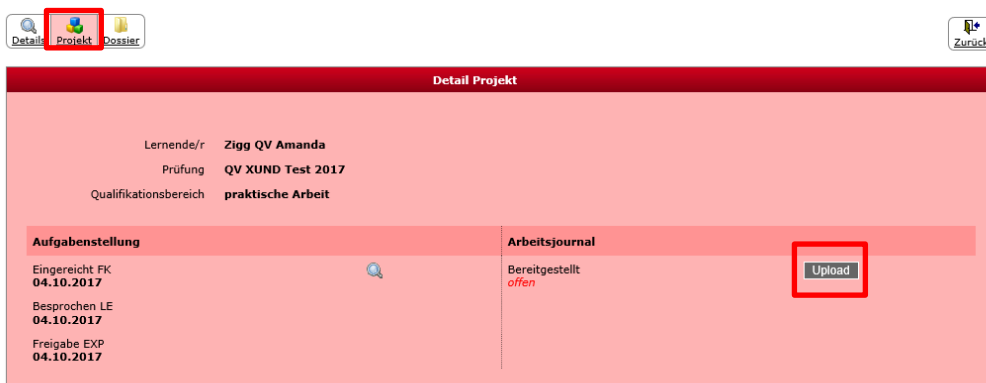 Details Projekt Dossier
Zurück
Detail Projekt
Lernende/r Zigg QV Amanda
Prüfung QV XUND Test 2017
Qualifikationsbereich praktische Arbeit
Aufgabenstellung
Eingereicht FK
04.10.2017
Besprochen LE
04.10.2017
Freigabe EXP
04.10.2017
Arbeitsjournal
Bereitgestellt Upload
offen